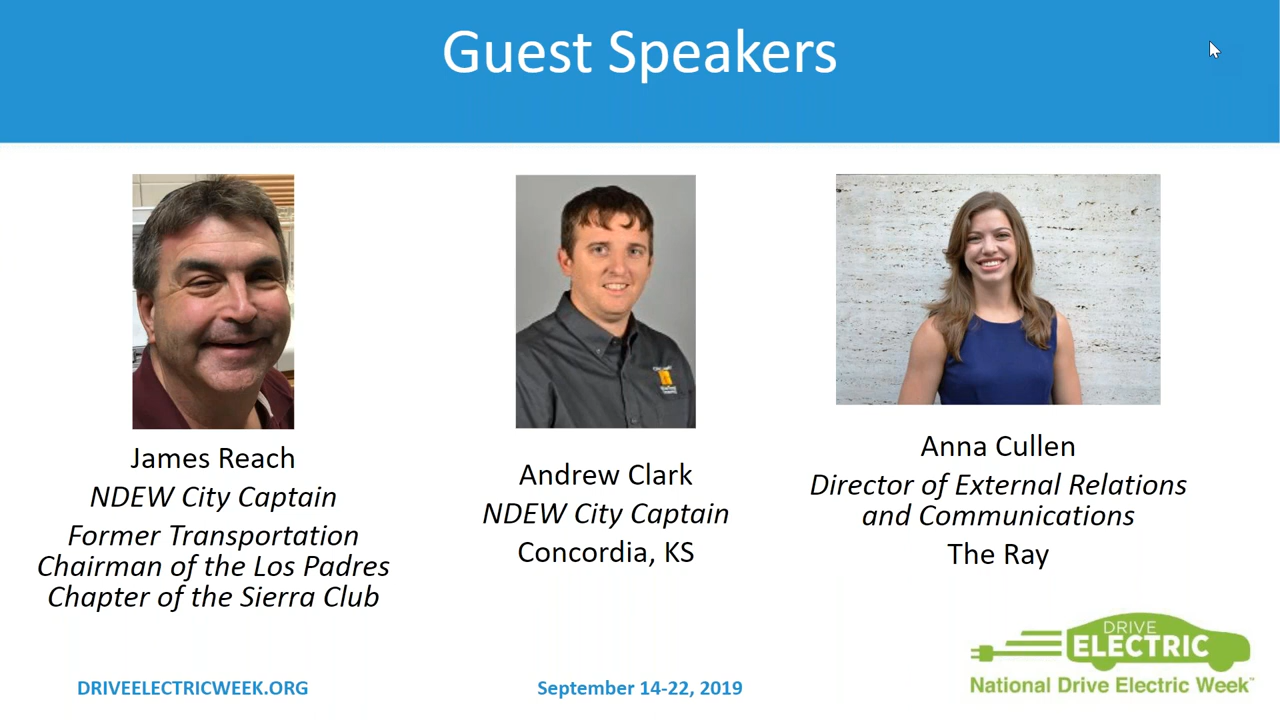 Guest Speakers
James Reach
NDEW City Captain
Former Transportation
Chairman of the Los Padres
Chapter of the Sierra Club
Andrew Clark
NDEW City Captain
Concordia, KS
Anna Cullen
Director of External Relations
and Communications
The Ray
DRIVEELECTRICWEEK.ORG
September 14-22, 2019
DRIVE
ELECTRIC
National Drive Electric Week™